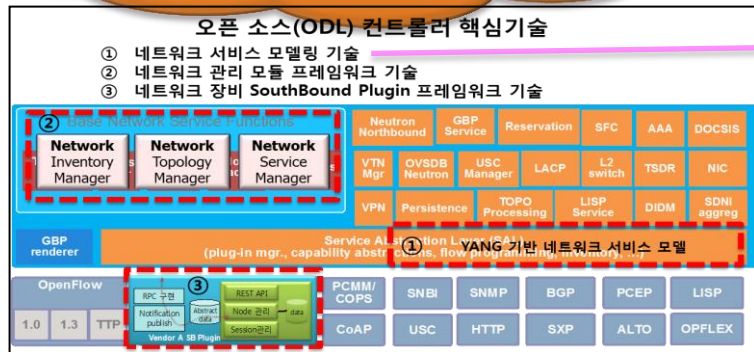 오픈 소스(ODL) 컨트롤러 핵심기술
① 네트워크 서비스 모델링 기술
② 네트워크 관리 모듈 프레임워크 기술
③ 네트워크 장비 SouthBound Plugin 프레임워크 기술
② Base Network Service Functions
Network Inventory Manager
Network Topology Manager
Network Service Manager
Neutron Northbound
GBP Service
Reservation
SFC
AAA
DOCSIS
VTN Mgr
OVSDB Neutron
USC Manager
LACP
L2 switch
TSDR
NIC
VPN
Persistence
TOPO Processing
LISP Service
DIDM
SDNI aggreg
GBP renderer
Service Abstraction Layer (SAL)
(plug-in mgr., capability abstractions, flow programming, inventory, …)
① YANG 기반 네트워크 서비스 모델
OpenFlow
1.0
1.3
TTP
③
RPC 구현
Notification publish
Abstract data
REST API
Node 관리
Session관리
data
Vendor A SB Plugin
PCMM/COPS
SNBI
SNMP
BGP
PCEP
LISP
CoAP
USC
HTTP
SXP
ALTO
OPFLEX